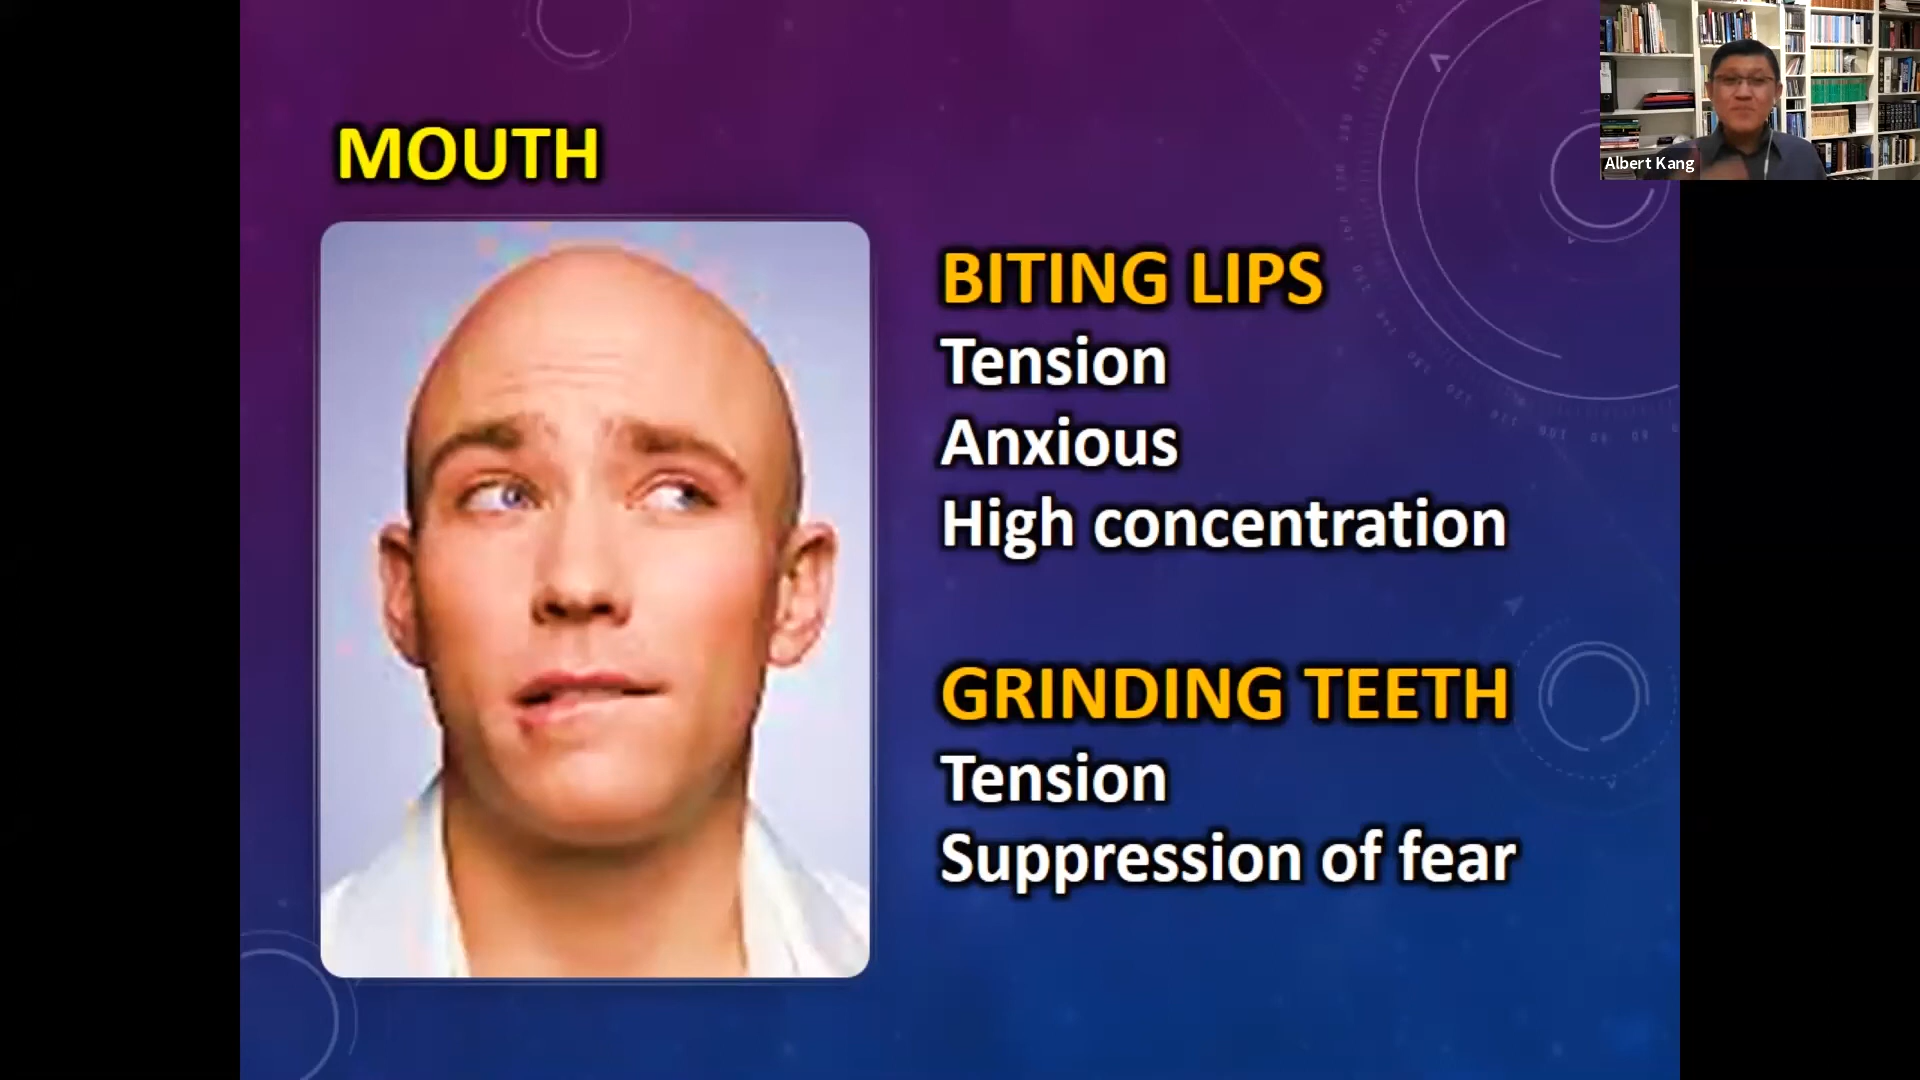 MOUTH
BITING LIPS
Tension
Anxious
High concentration
GRINDING TEETH
Tension
Suppression of fear
Albert Kang